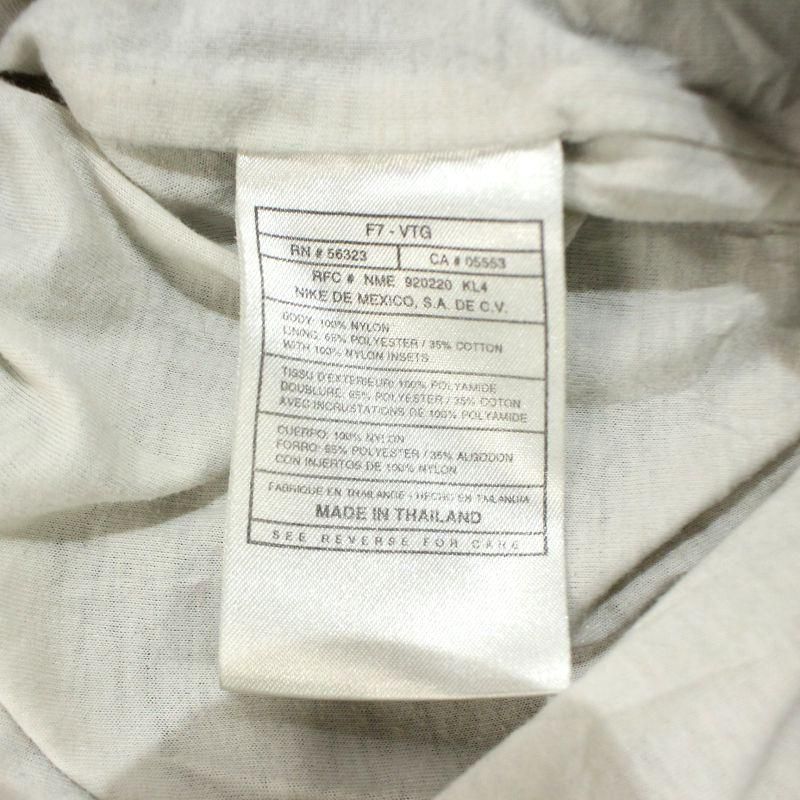 F7 - VTG
RN # 56323
CA # 05553
RFC # NME 920220 KL4
NIKE DE MEXICO, S.A. DE C.V.
BODY: 100% NYLON
LINING: 65% POLYESTER / 35% COTTON
WITH 100% NYLON INSETS
TISSU D'EXTERIEUR: 100% POLYAMIDE
DOUBLURE: 65% POLYESTER / 35% COTON
AVEC INCRUSTATIONS DE 100% POLYAMIDE
CUERPO: 100% NYLON
FORRO: 65% POLYESTER / 35% ALGODON
CON INJERTOS DE 100% NYLON
FABRIQUE EN THAILANDE - HECHO EN TAILANDIA
MADE IN THAILAND
SEE REVERSE FOR CARE